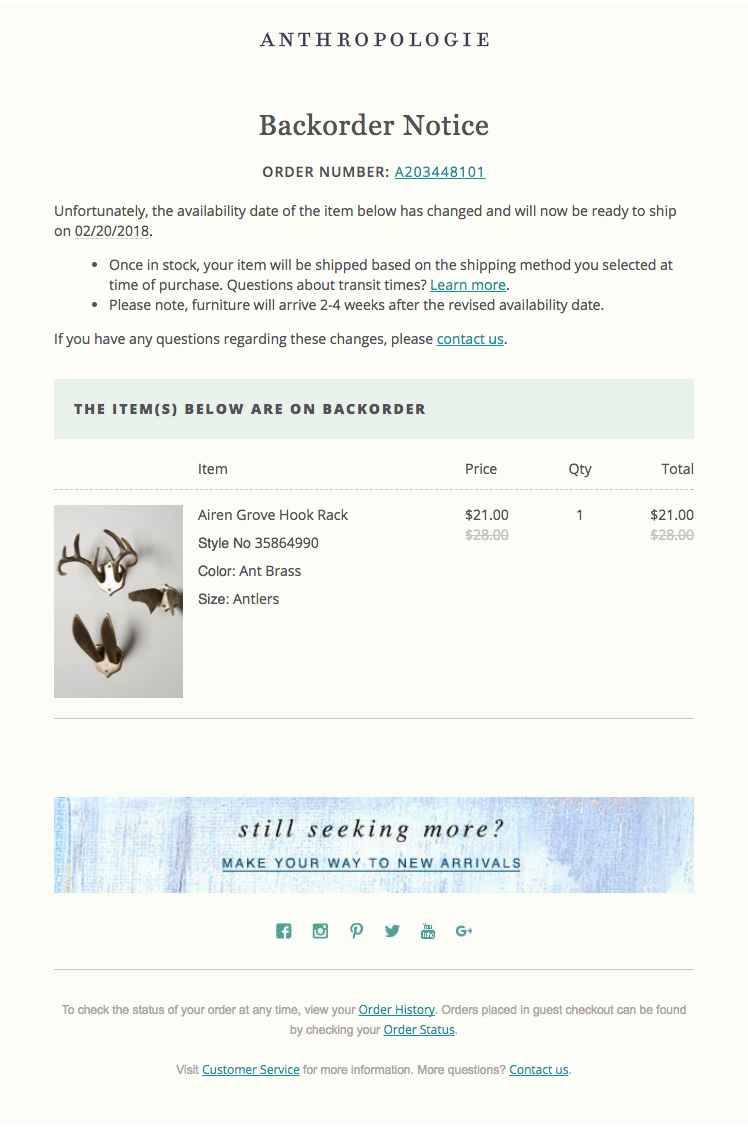 ANTHROPOLOGIE
Backorder Notice
ORDER NUMBER: A203448101
Unfortunately, the availability date of the item below has changed and will now be ready to ship
on 02/20/2018.
• Once in stock, your item will be shipped based on the shipping method you selected at
time of purchase. Questions about transit times? Learn more.
• Please note, furniture will arrive 2-4 weeks after the revised availability date.
If you have any questions regarding these changes, please contact us.
THE ITEM(S) BELOW ARE ON BACKORDER
Item Price Qty Total
Airen Grove Hook Rack $21.00 1 $21.00
$28.00 $28.00
Style No 35864990
Color: Ant Brass
Size: Antlers
still seeking more?
MAKE YOUR WAY TO NEW ARRIVALS
You Tube G+
To check the status of your order at any time, view your Order History. Orders placed in guest checkout can be found
by checking your Order Status.
Visit Customer Service for more information. More questions? Contact us.